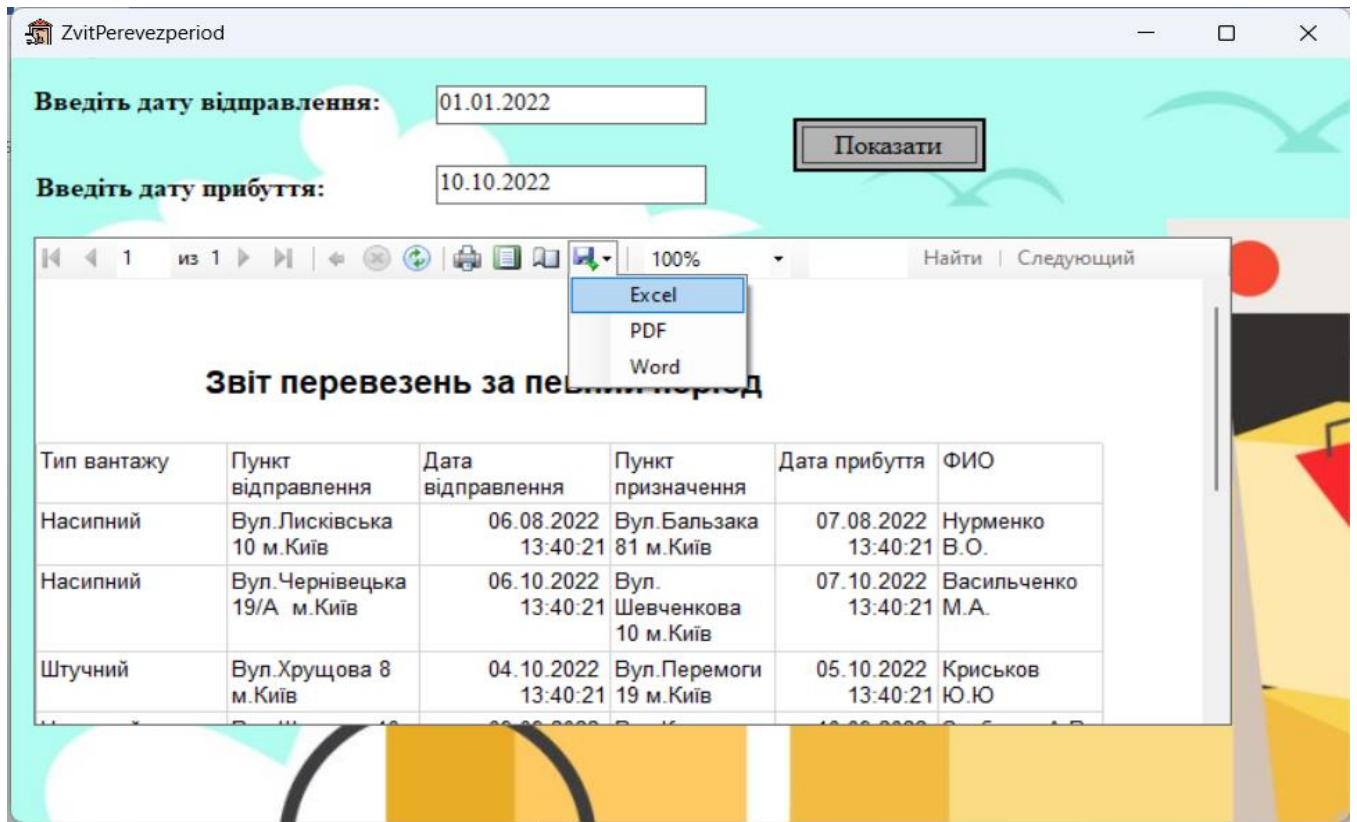 ZvitPerevezperiod
Введіть дату відправлення: 01.01.2022
Показати
Введіть дату прибуття: 10.10.2022
1 из 1 100% Найти | Следующий
Excel
PDF
Word
Звіт перевезень за певний період
Тип вантажу Пункт Дата Пункт Дата прибуття ФИО
відправлення відправлення призначення
Насипний Вул.Лисківська 06.08.2022 Вул.Бальзака 07.08.2022 Нурменко
10 м.Київ 13:40:21 81 м.Київ 13:40:21 В.О.
Насипний Вул.Чернівецька 06.10.2022 Вул. 07.10.2022 Васильченко
19/А м.Київ 13:40:21 Шевченкова 13:40:21 М.А.
10 м.Київ
Штучний Вул.Хрущова 8 04.10.2022 Вул.Перемоги 05.10.2022 Криськов
м.Київ 13:40:21 19 м.Київ 13:40:21 Ю.Ю